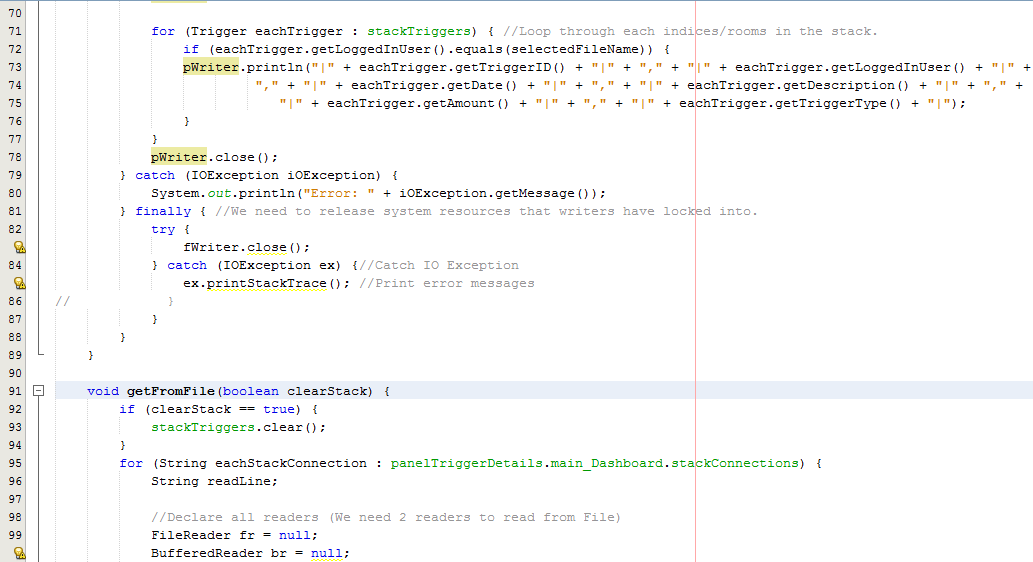 70
71 for (Trigger eachTrigger : stackTriggers) { //Loop through each indices/rooms in the stack.
72 if (eachTrigger.getLoggedInUser().equals(selectedFileName)) {
73 pWriter.println("|" + eachTrigger.getTriggerID() + "|" + "," + "|" + eachTrigger.getLoggedInUser() + "|" +
74 "," + "|" + eachTrigger.getDate() + "|" + "," + "|" + eachTrigger.getDescription() + "|" + "," +
75 "|" + eachTrigger.getAmount() + "|" + "," + "|" + eachTrigger.getTriggerType() + "|");
76 }
77 }
78 pWriter.close();
79 } catch (IOException iOException) {
80 System.out.println("Error: " + iOException.getMessage());
81 } finally { //We need to release system resources that writers have locked into.
82 try {
fWriter.close();
84 } catch (IOException ex) {//Catch IO Exception
ex.printStackTrace(); //Print error messages
86 // }
87 }
88 }
89 }
90
91 void getFromFile(boolean clearStack) {
92 if (clearStack == true) {
93 stackTriggers.clear();
94 }
95 for (String eachStackConnection : panelTriggerDetails.main_Dashboard.stackConnections) {
96 String readLine;
97
98 //Declare all readers (We need 2 readers to read from File)
99 FileReader fr = null;
BufferedReader br = null;